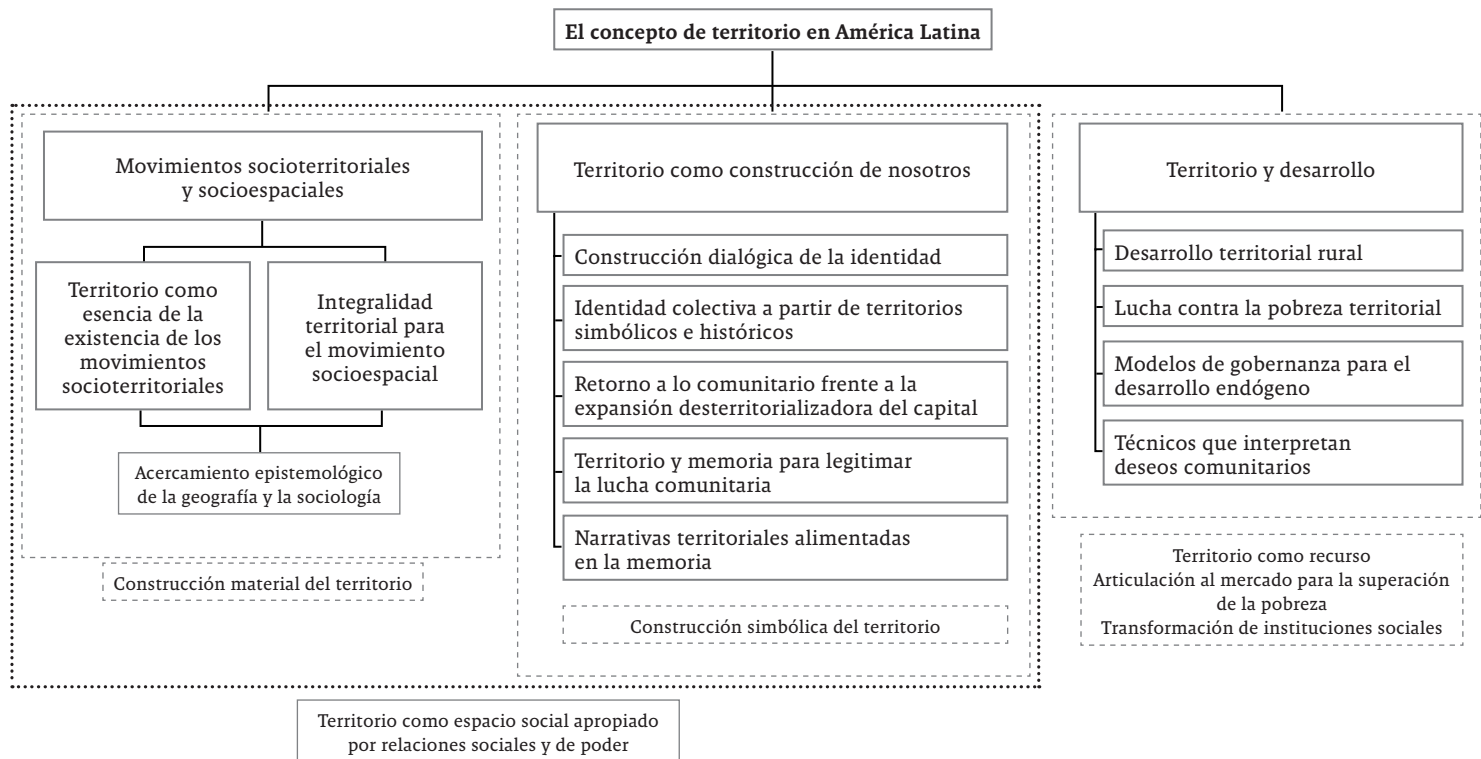 El concepto de territorio en América Latina
Movimientos socioterritoriales
y socioespaciales
Territorio como
esencia de la
existencia de los
movimientos
socioterritoriales
Integralidad
territorial para
el movimiento
socioespacial
Acercamiento epistemológico
de la geografía y la sociología
Construcción material del territorio
Territorio como construcción de nosotros
Construcción dialógica de la identidad
Identidad colectiva a partir de territorios
simbólicos e históricos
Retorno a lo comunitario frente a la
expansión desterritorializadora del capital
Territorio y memoria para legitimar
la lucha comunitaria
Narrativas territoriales alimentadas
en la memoria
Construcción simbólica del territorio
Territorio y desarrollo
Desarrollo territorial rural
Lucha contra la pobreza territorial
Modelos de gobernanza para el
desarrollo endógeno
Técnicos que interpretan
deseos comunitarios
Territorio como recurso
Articulación al mercado para la superación
de la pobreza
Transformación de instituciones sociales
Territorio como espacio social apropiado
por relaciones sociales y de poder